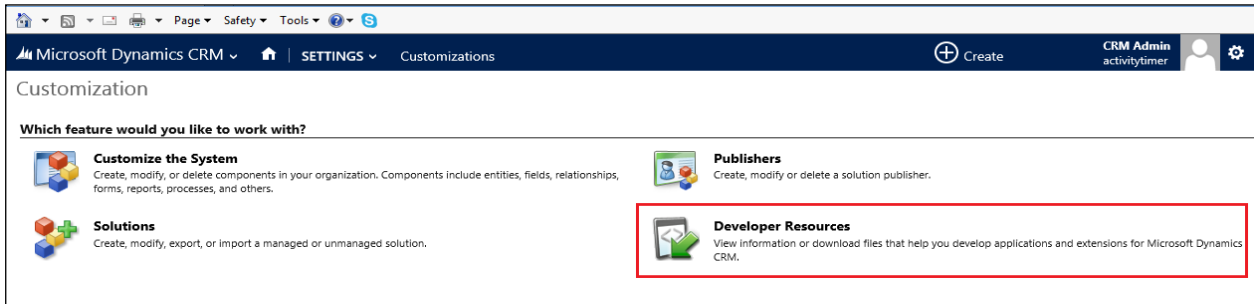 Page Safety Tools
Microsoft Dynamics CRM SETTINGS Customizations Create CRM Admin
activitytimer
Customization
Which feature would you like to work with?
Customize the System
Create, modify, or delete components in your organization. Components include entities, fields, relationships,
forms, reports, processes, and others.
Publishers
Create, modify or delete a solution publisher.
Solutions
Create, modify, export, or import a managed or unmanaged solution.
Developer Resources
View information or download files that help you develop applications and extensions for Microsoft Dynamics
CRM.